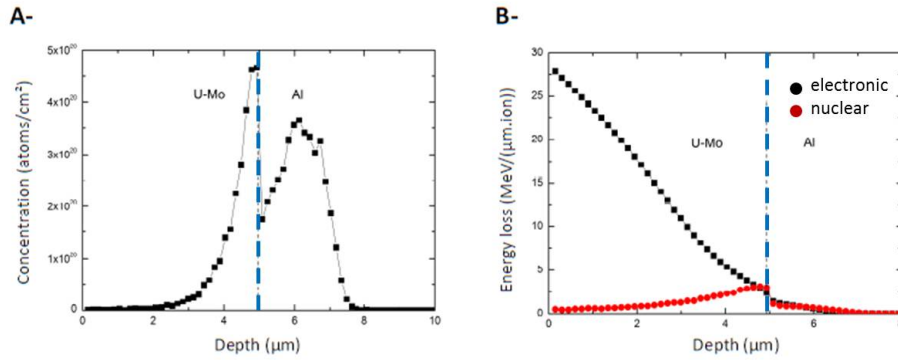 A-
B-
5x10²⁰
4x10²⁰
3x10²⁰
2x10²⁰
1x10²⁰
0
U-Mo
Al
Concentration (atoms/cm²)
0 2 4 6 8 10
Depth (μm)
30
25
20
15
10
5
0
electronic
nuclear
U-Mo
Al
Energy loss (MeV/(μm.ion))
0 2 4 6
Depth (μm)